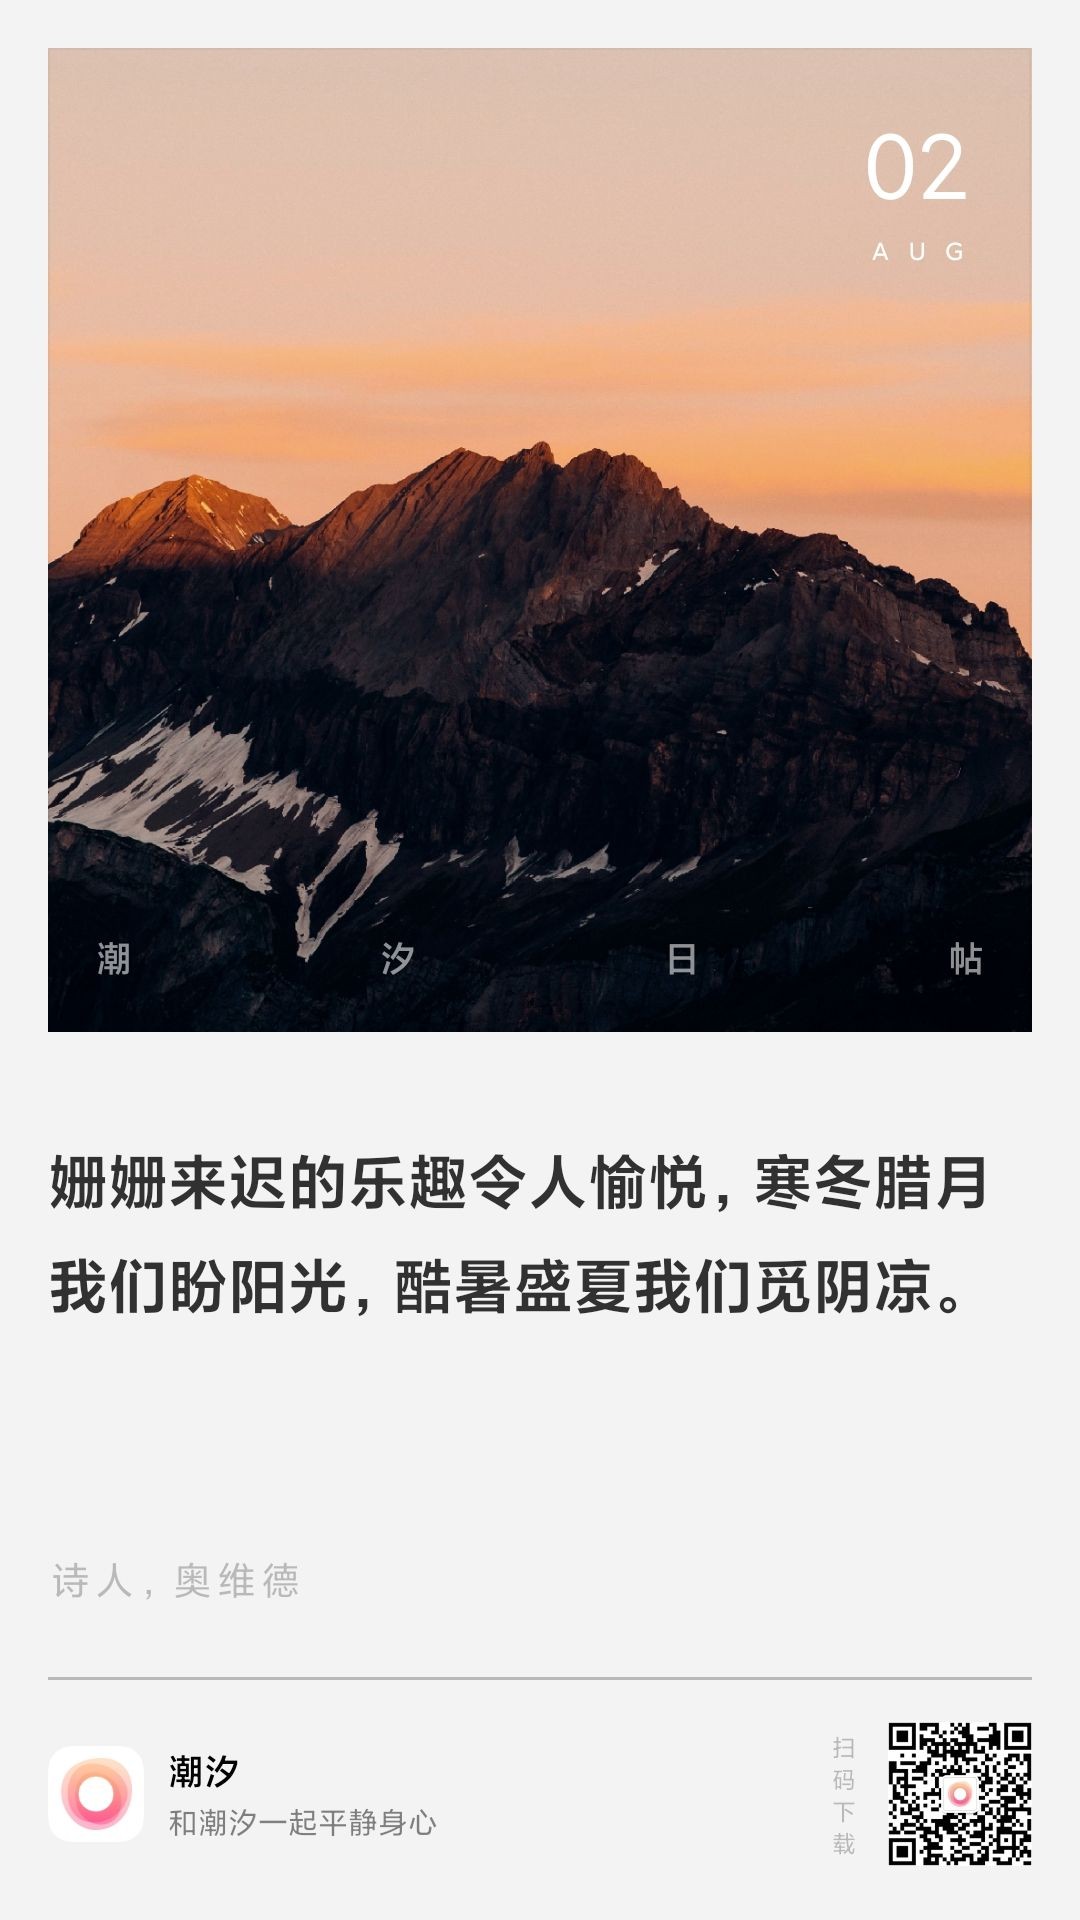 02
AUG
潮汐日帖
姗姗来迟的乐趣令人愉悦，寒冬腊月
我们盼阳光，酷暑盛夏我们觅阴凉。
诗人，奥维德
潮汐
和潮汐一起平静身心
扫码下载